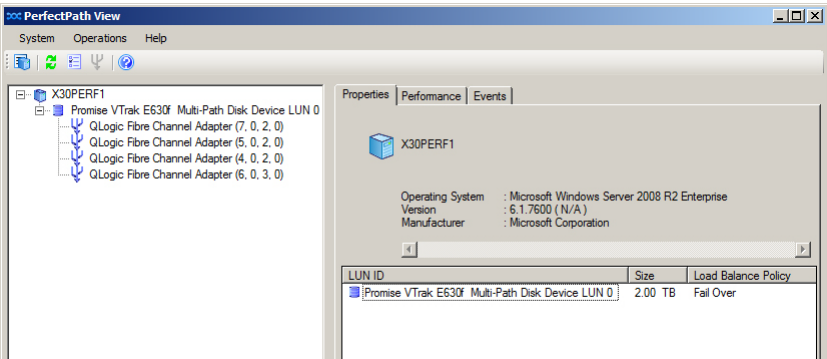 PerfectPath View
System Operations Help
X30PERF1
Promise VTrak E630f Multi-Path Disk Device LUN 0
QLogic Fibre Channel Adapter (7, 0, 2, 0)
QLogic Fibre Channel Adapter (5, 0, 2, 0)
QLogic Fibre Channel Adapter (4, 0, 2, 0)
QLogic Fibre Channel Adapter (6, 0, 3, 0)
Properties Performance Events
X30PERF1
Operating System : Microsoft Windows Server 2008 R2 Enterprise
Version : 6.1.7600 ( N/A )
Manufacturer : Microsoft Corporation
LUN ID Size Load Balance Policy
Promise VTrak E630f Multi-Path Disk Device LUN 0 2.00 TB Fail Over